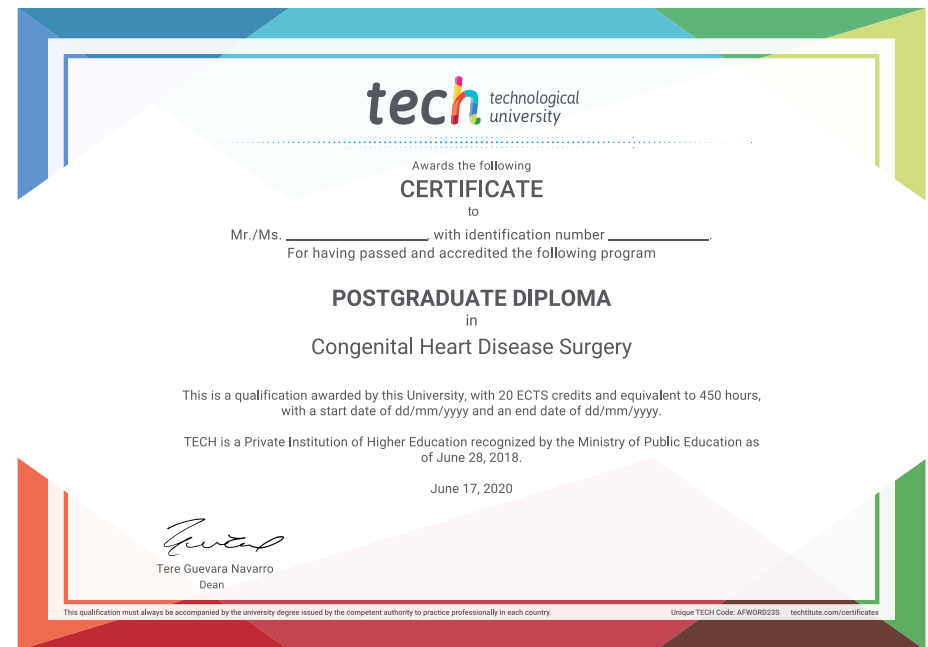 tech technological
university
Awards the following
CERTIFICATE
to
Mr./Ms. ____________________, with identification number ______________.
For having passed and accredited the following program
POSTGRADUATE DIPLOMA
in
Congenital Heart Disease Surgery
This is a qualification awarded by this University, with 20 ECTS credits and equivalent to 450 hours,
with a start date of dd/mm/yyyy and an end date of dd/mm/yyyy.
TECH is a Private Institution of Higher Education recognized by the Ministry of Public Education as
of June 28, 2018.
June 17, 2020
Tere Guevara Navarro
Dean
This qualification must always be accompanied by the university degree issued by the competent authority to practice professionally in each country. Unique TECH Code: AFWORD23S techtitute.com/certificates